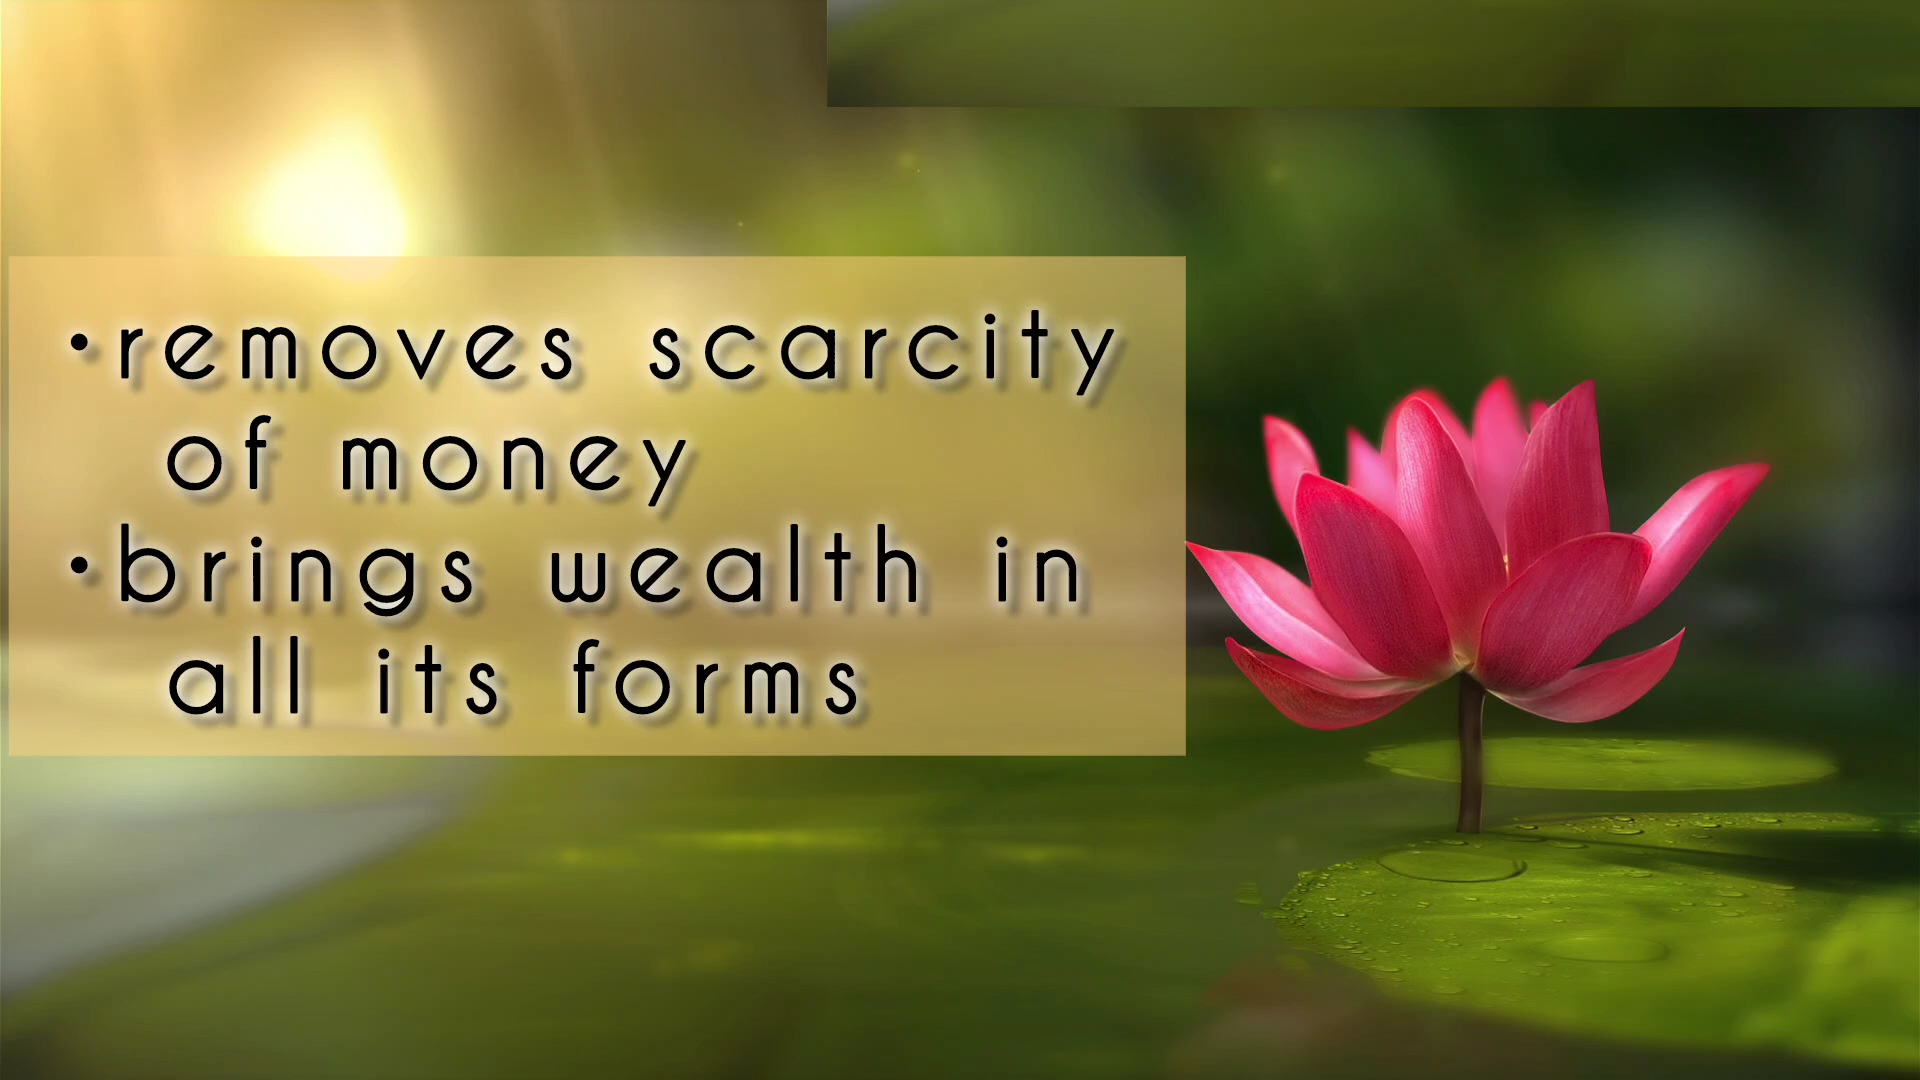 •removes scarcity
of money
•brings wealth in
all its forms